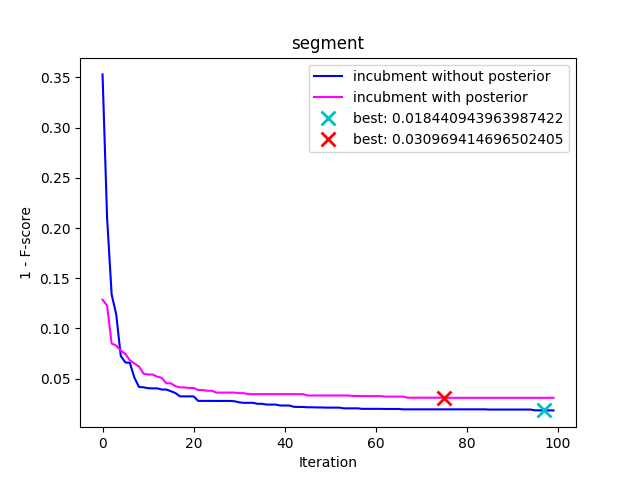 segment
incubment without posterior
incubment with posterior
best: 0.018440943963987422
best: 0.030969414696502405
1 - F-score
0.35
0.30
0.25
0.20
0.15
0.10
0.05
0 20 40 60 80 100
Iteration